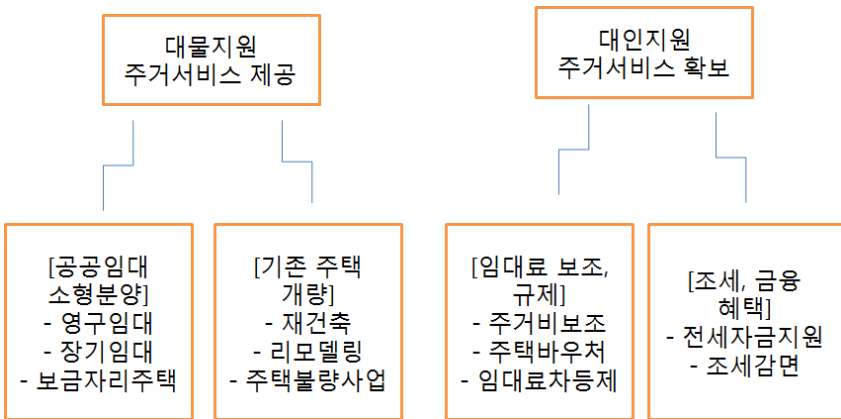 대물지원
주거서비스 제공
대인지원
주거서비스 확보
[공공임대
소형분양]
- 영구임대
- 장기임대
- 보금자리주택
[기존 주택
개량]
- 재건축
- 리모델링
- 주택불량사업
[임대료 보조,
규제]
- 주거비보조
- 주택바우처
- 임대료차등제
[조세, 금융
혜택]
- 전세자금지원
- 조세감면